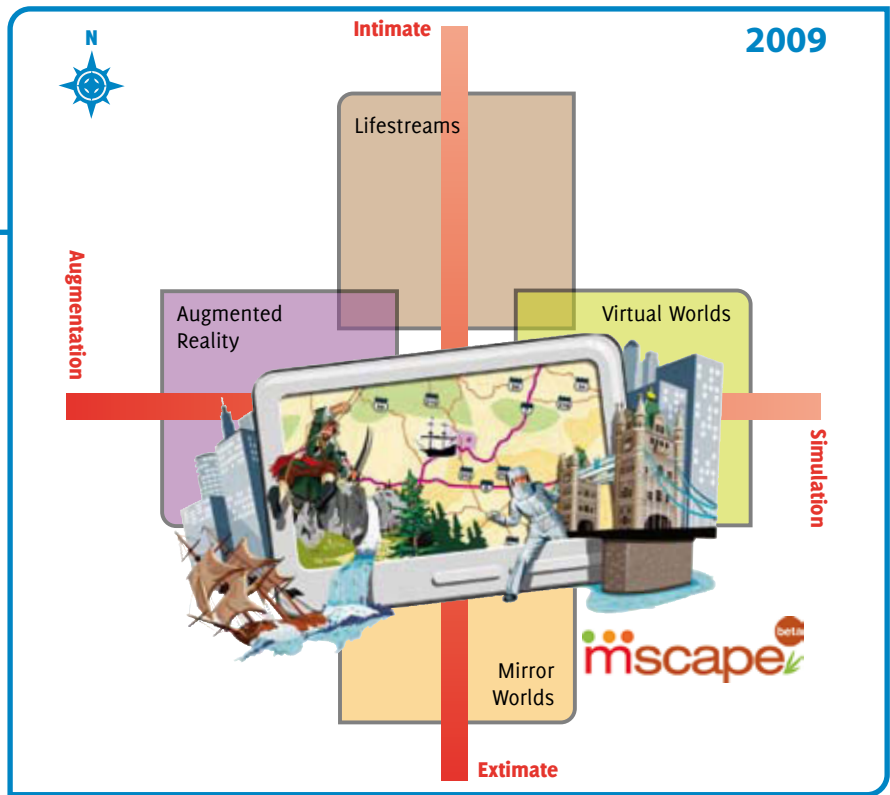 N
Intimate
2009
Lifestreams
Augmentation
Augmented
Reality
Virtual Worlds
Simulation
beta
mscape
Mirror
Worlds
Extimate